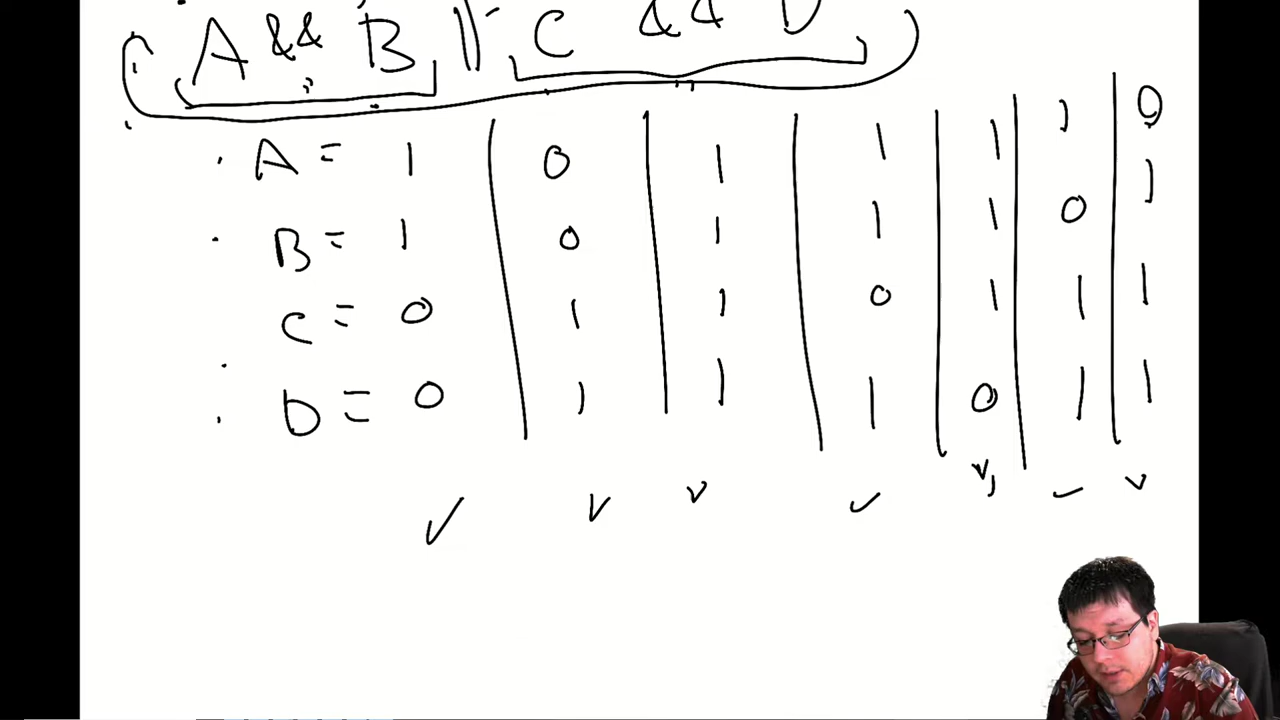 A && B || C && D
A = 1 | 0 | 1 | 1 | 1 | 1 | 0
B = 1 | 0 | 1 | 1 | 1 | 0 | 1
C = 0 | 1 | 1 | 0 | 1 | 1 | 1
D = 0 | 1 | 1 | 1 | 0 | 1 | 1
✓ ✓ ✓ ✓ ✓ ✓ ✓